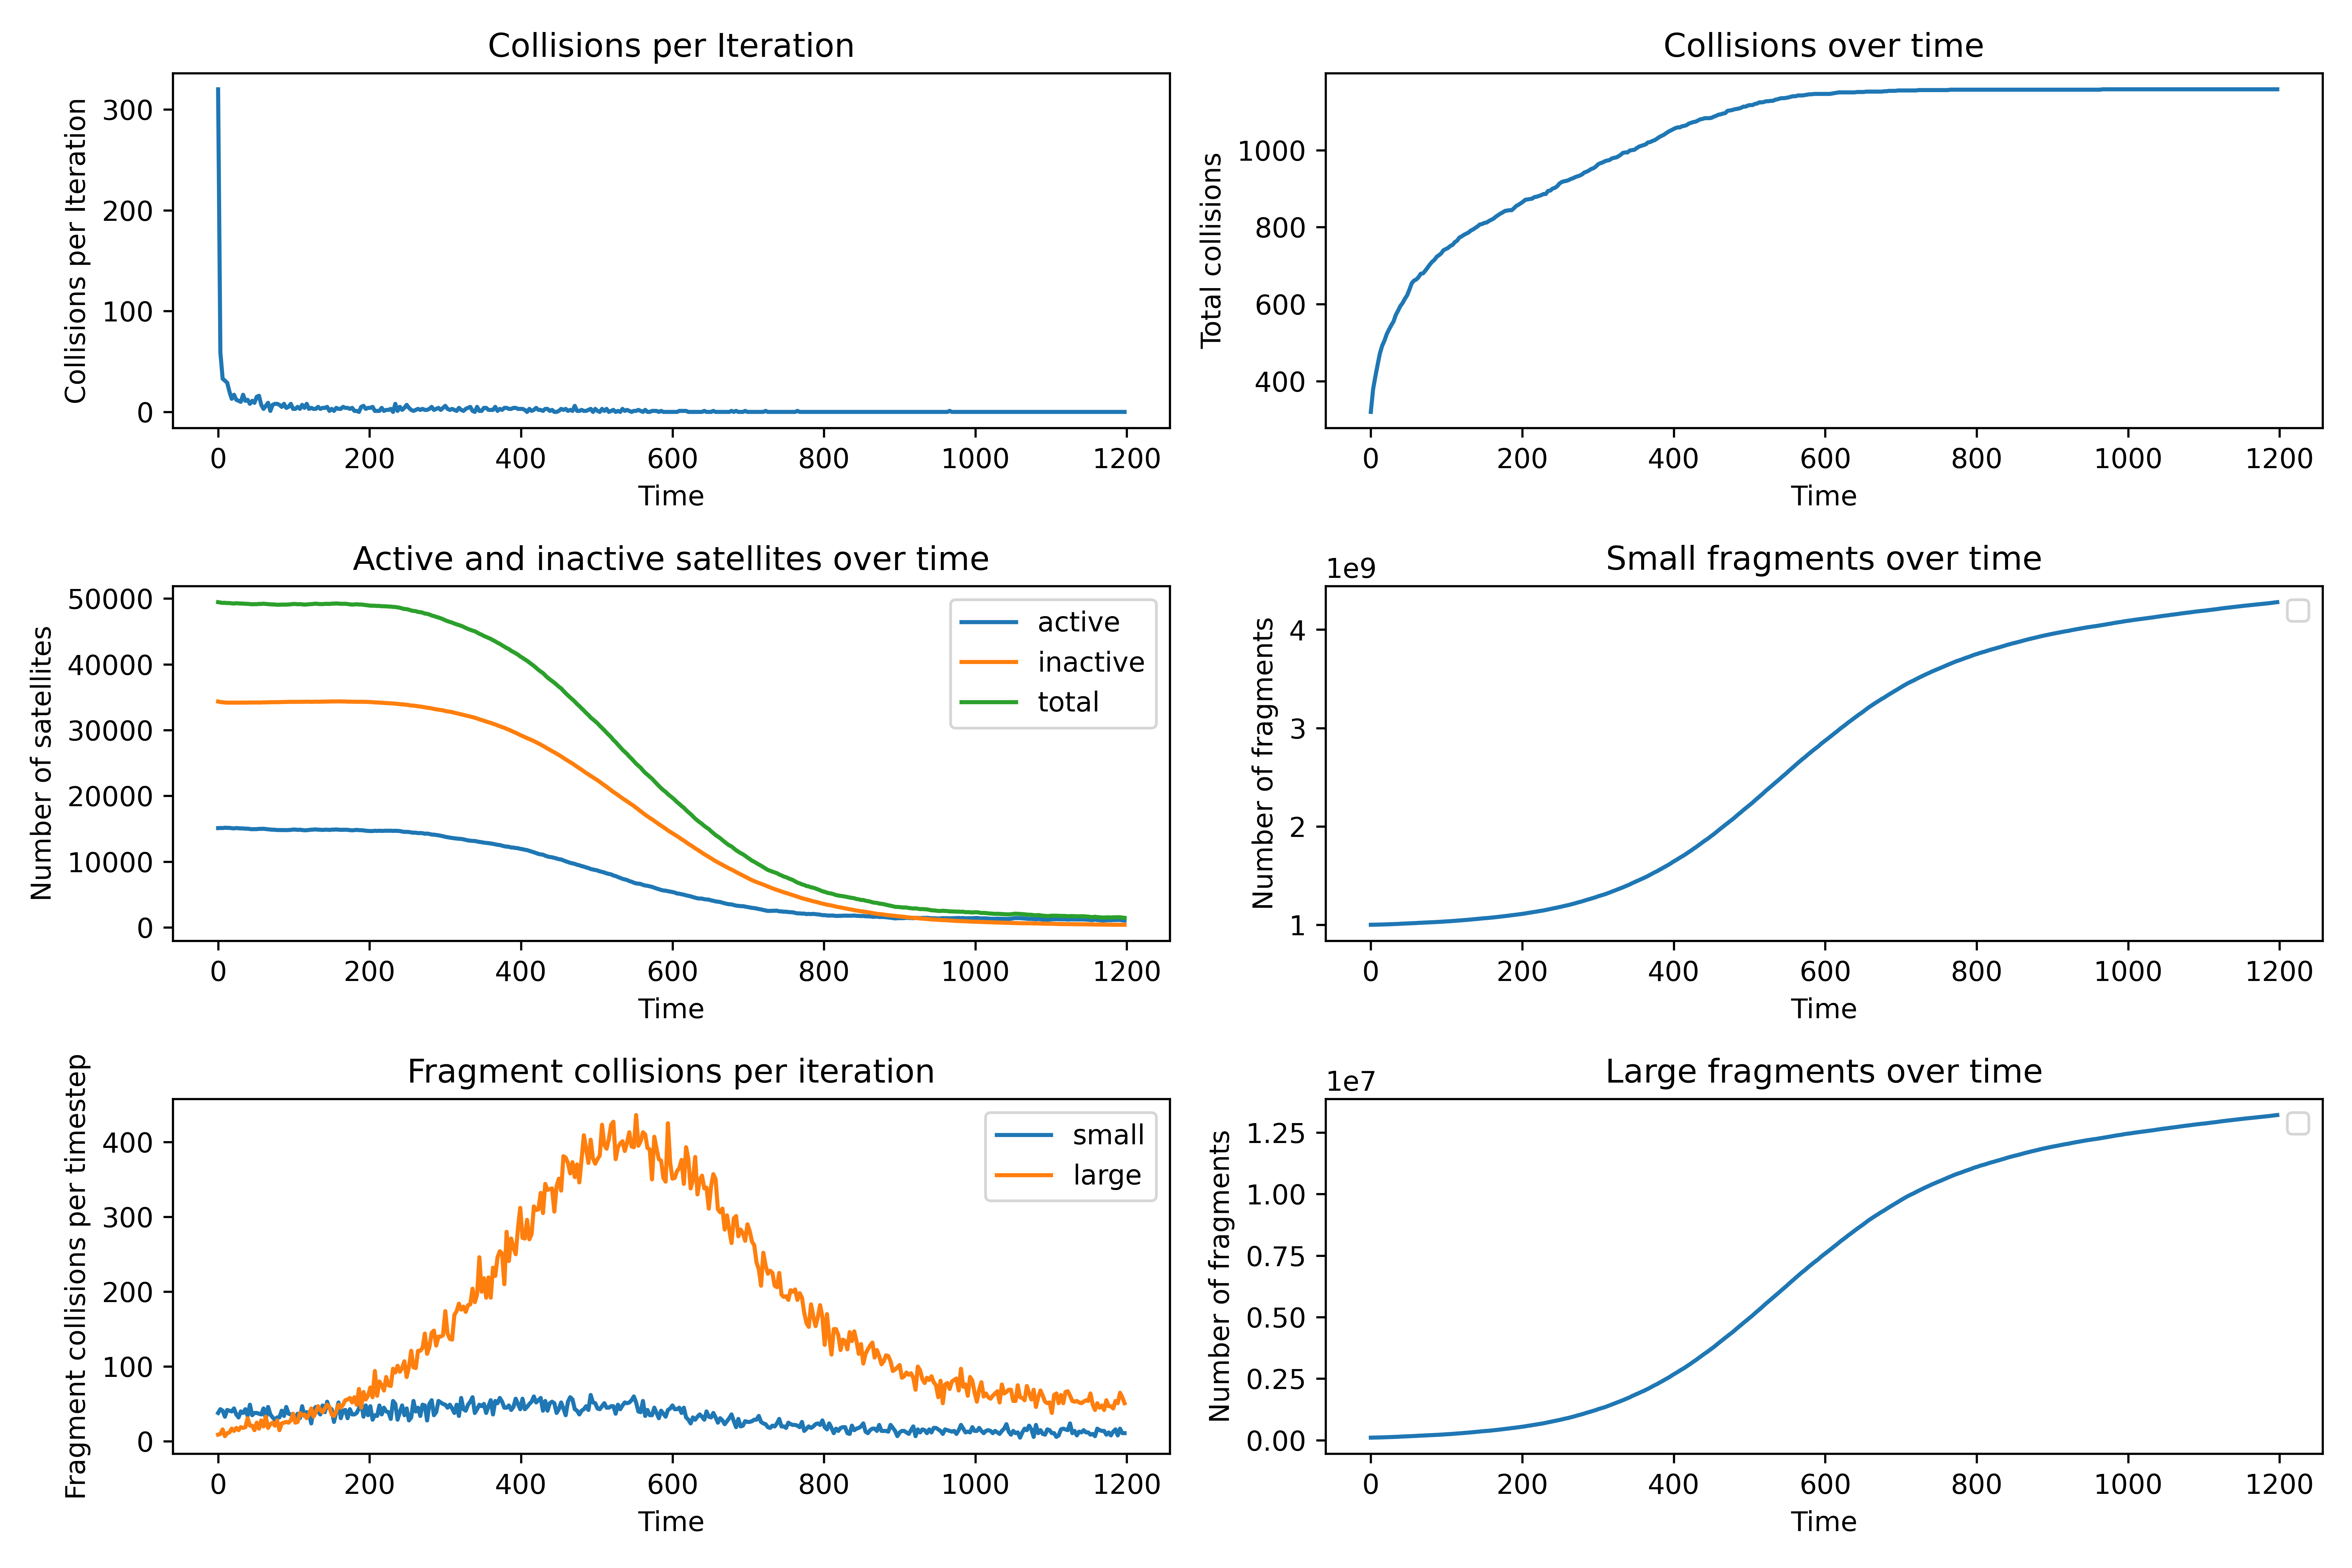 Collisions per Iteration
Collisions per Iteration
300
200
100
0
0 200 400 600 800 1000 1200
Time
Collisions over time
Total collisions
1000
800
600
400
0 200 400 600 800 1000 1200
Time
Active and inactive satellites over time
Number of satellites
50000
40000
30000
20000
10000
0
active
inactive
total
0 200 400 600 800 1000 1200
Time
Small fragments over time
1e9
Number of fragments
4
3
2
1
0 200 400 600 800 1000 1200
Time
Fragment collisions per iteration
Fragment collisions per timestep
400
300
200
100
0
small
large
0 200 400 600 800 1000 1200
Time
Large fragments over time
1e7
Number of fragments
1.25
1.00
0.75
0.50
0.25
0.00
0 200 400 600 800 1000 1200
Time